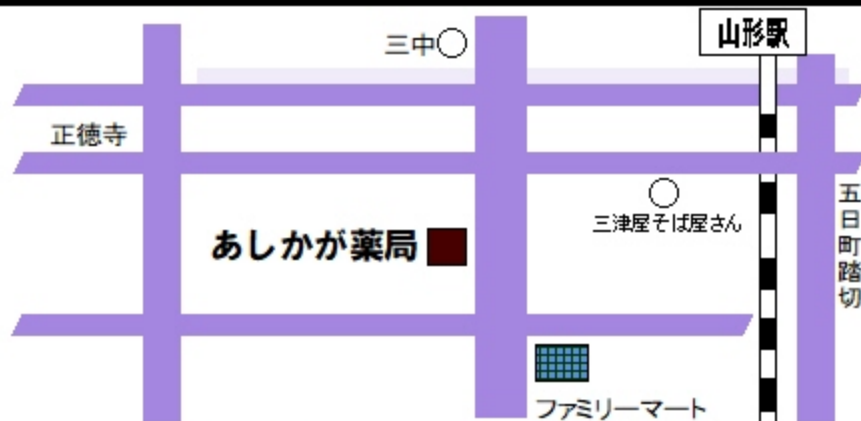 山形駅
三中
正徳寺
五日町踏切
三津屋そば屋さん
あしかが薬局
ファミリーマート